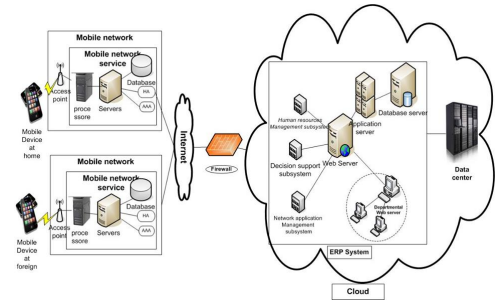 Mobile network
Mobile network
service
Access
point
proce
ssore
Servers
Database
HA
AAA
Mobile
Device
at
home
Mobile network
Mobile network
service
Access
point
proce
ssore
Servers
Database
HA
AAA
Mobile
Device
at
foreign
Internet
Firewall
Human resources
Management subsystem
Decision support
subsystem
Network application
Management
subsystem
Web Server
Application
server
Database server
Departmental
Web server
ERP System
Data
center
Cloud